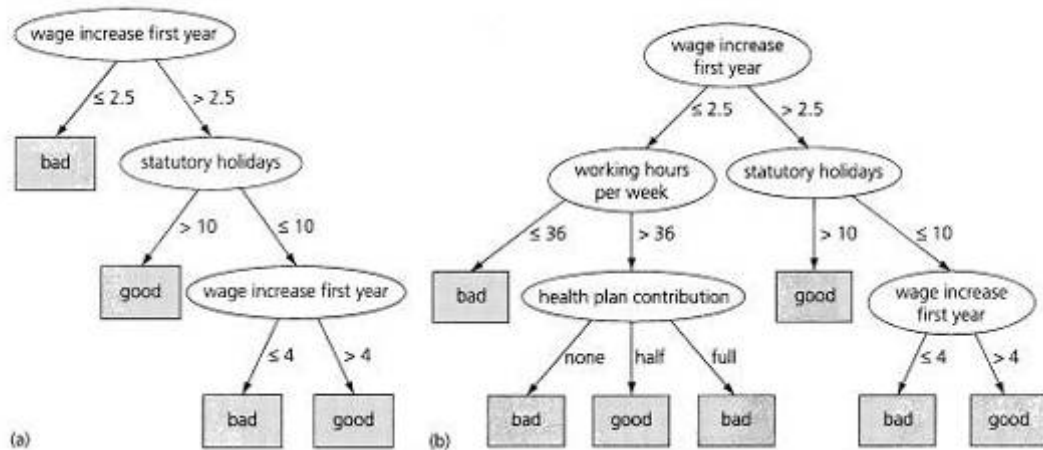 wage increase first year
≤ 2.5
> 2.5
bad
statutory holidays
> 10
≤ 10
good
wage increase first year
≤ 4
> 4
bad
good
(a)
wage increase
first year
≤ 2.5
> 2.5
working hours
per week
statutory holidays
≤ 36
> 36
> 10
≤ 10
bad
health plan contribution
good
wage increase
first year
none
half
full
≤ 4
> 4
bad
good
bad
bad
good
(b)